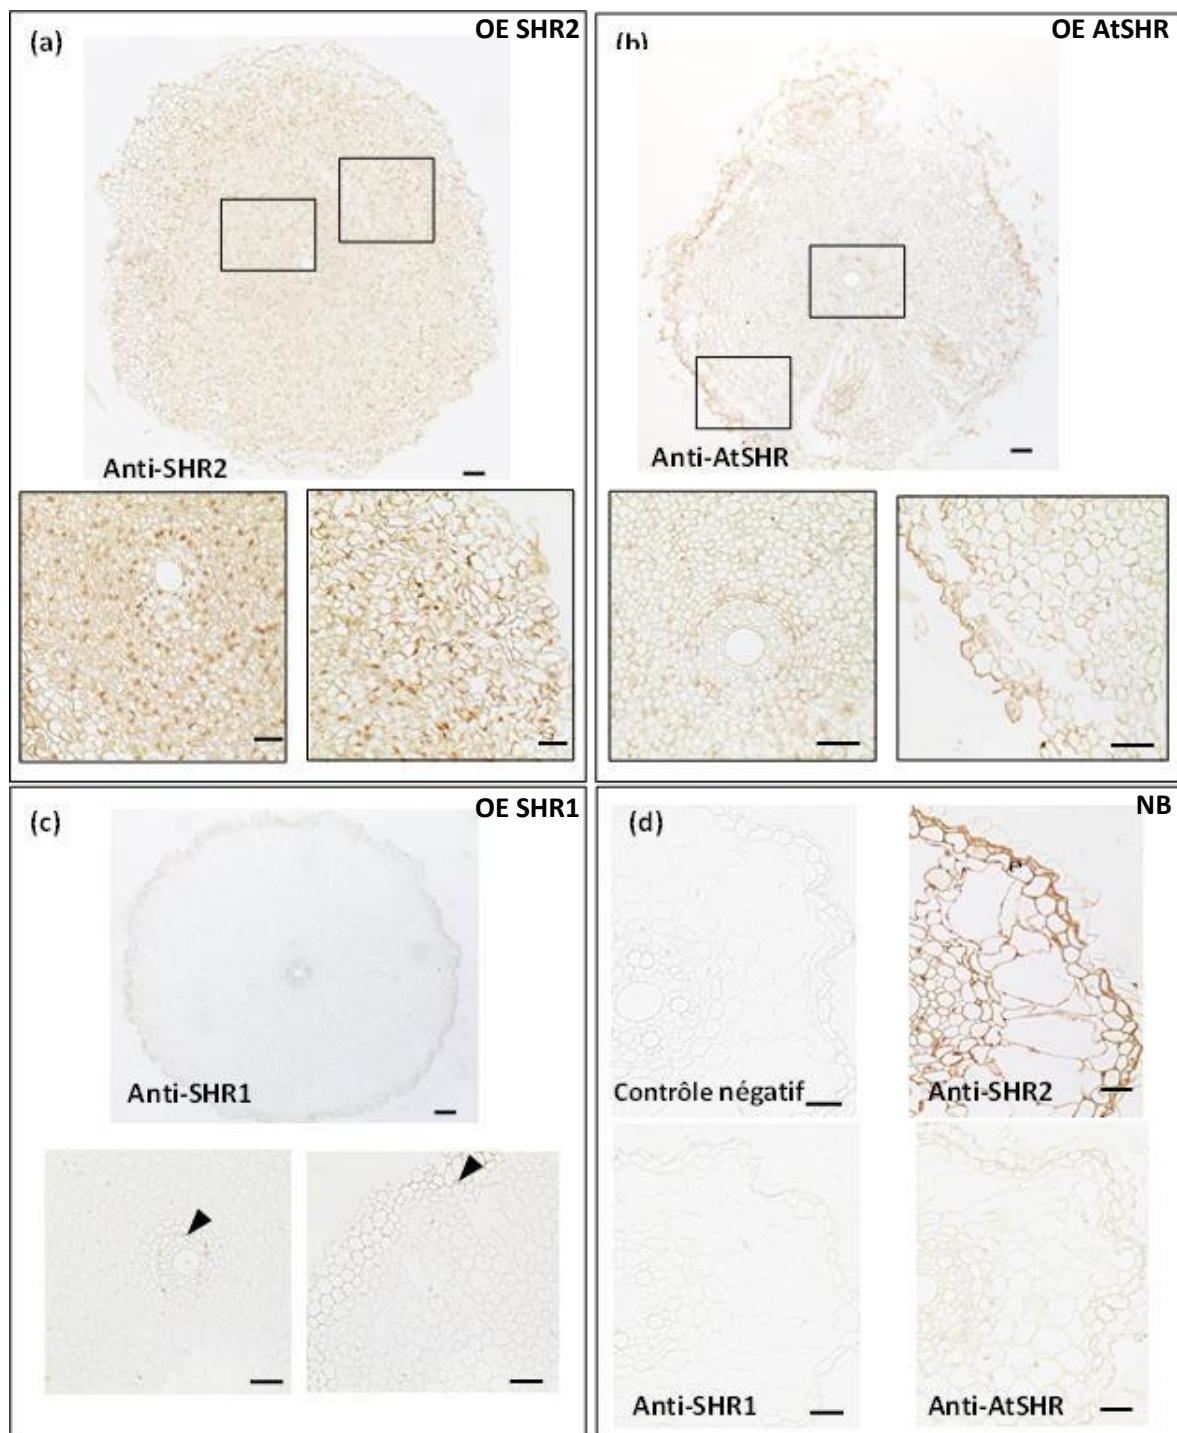 (a)
OE SHR2
Anti-SHR2
(b)
OE AtSHR
Anti-AtSHR
(c)
OE SHR1
Anti-SHR1
(d)
NB
Contrôle négatif
Anti-SHR2
Anti-SHR1
Anti-AtSHR